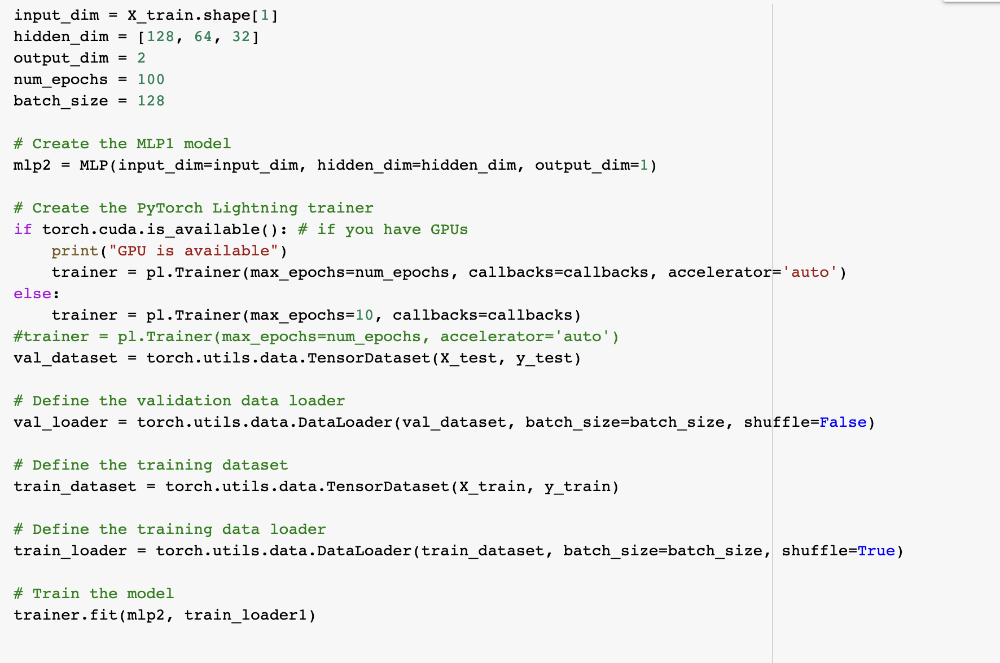 input_dim = X_train.shape[1]
hidden_dim = [128, 64, 32]
output_dim = 2
num_epochs = 100
batch_size = 128

# Create the MLP1 model
mlp2 = MLP(input_dim=input_dim, hidden_dim=hidden_dim, output_dim=1)

# Create the PyTorch Lightning trainer
if torch.cuda.is_available(): # if you have GPUs
    print("GPU is available")
    trainer = pl.Trainer(max_epochs=num_epochs, callbacks=callbacks, accelerator='auto')
else:
    trainer = pl.Trainer(max_epochs=10, callbacks=callbacks)
#trainer = pl.Trainer(max_epochs=num_epochs, accelerator='auto')
val_dataset = torch.utils.data.TensorDataset(X_test, y_test)

# Define the validation data loader
val_loader = torch.utils.data.DataLoader(val_dataset, batch_size=batch_size, shuffle=False)

# Define the training dataset
train_dataset = torch.utils.data.TensorDataset(X_train, y_train)

# Define the training data loader
train_loader = torch.utils.data.DataLoader(train_dataset, batch_size=batch_size, shuffle=True)

# Train the model
trainer.fit(mlp2, train_loader1)